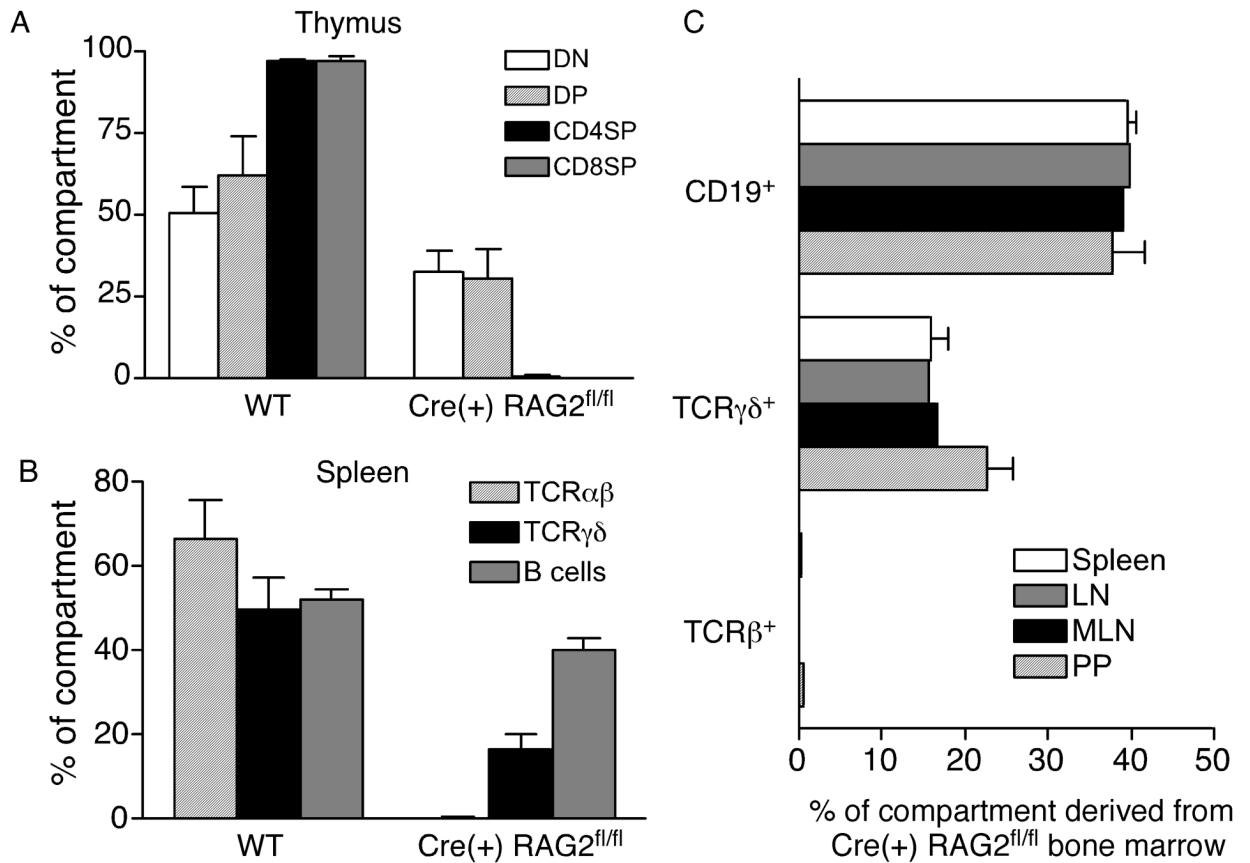 A
Thymus
% of compartment
100
75
50
25
0
DN
DP
CD4SP
CD8SP
WT
Cre(+) RAG2fl/fl
B
Spleen
% of compartment
80
60
40
20
0
TCRαβ
TCRγδ
B cells
WT
Cre(+) RAG2fl/fl
C
CD19+
TCRγδ+
TCRβ+
Spleen
LN
MLN
PP
0 10 20 30 40 50
% of compartment derived from
Cre(+) RAG2fl/fl bone marrow